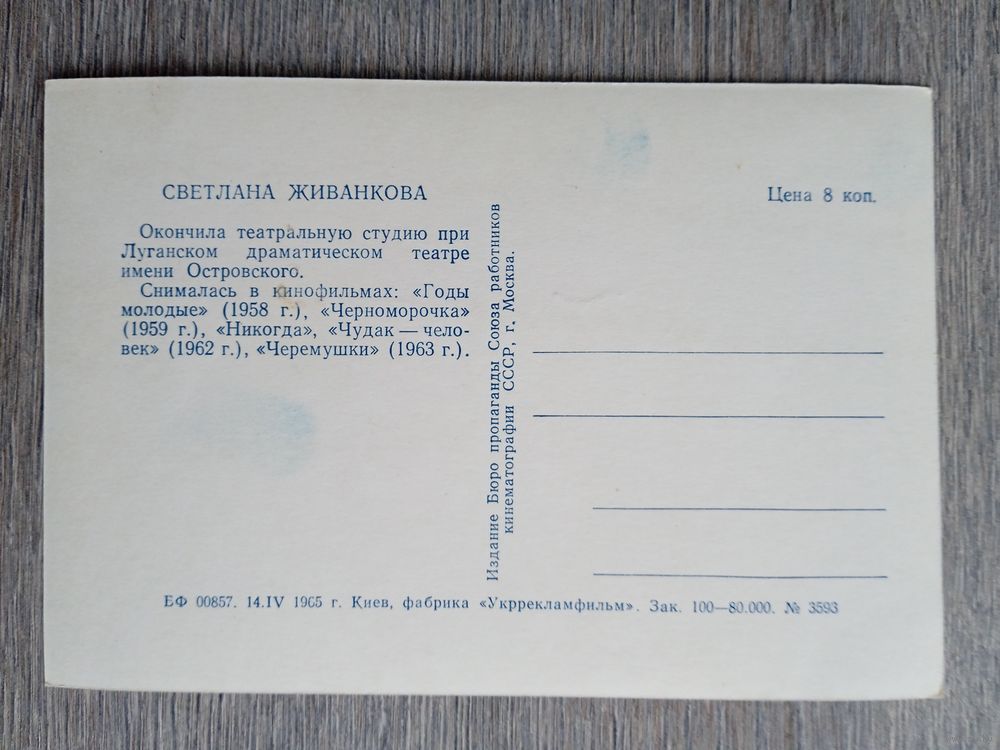 СВЕТЛАНА ЖИВАНКОВА
Окончила театральную студию при
Луганском драматическом театре
имени Островского.
Снималась в кинофильмах: «Годы
молодые» (1958 г.), «Черноморочка»
(1959 г.), «Никогда», «Чудак — чело-
век» (1962 г.), «Черемушки» (1963 г.).
Издание Бюро пропаганды Союза работников
кинематографии СССР, г. Москва.
Цена 8 коп.
ЕФ 00857. 14.IV 1965 г. Киев, фабрика «Укррекламфильм». Зак. 100—80.000. № 3593